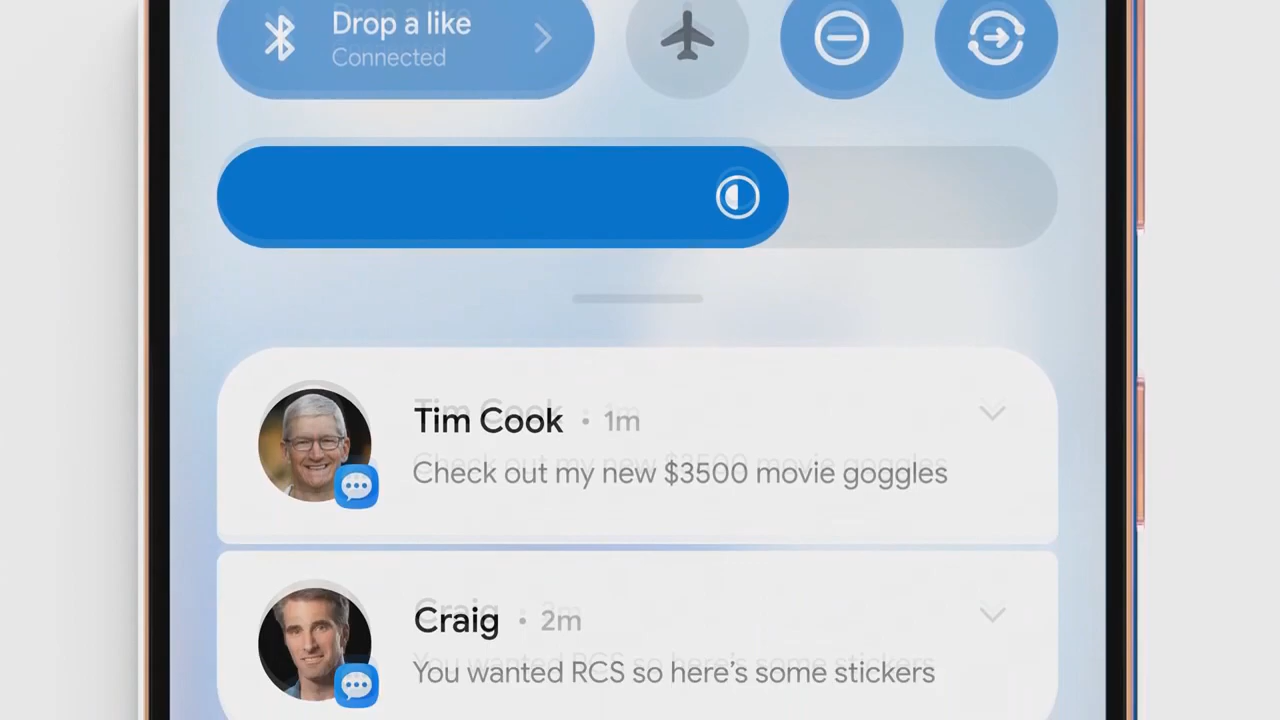 Drop a like
Connected
Tim Cook • 1m
Check out my new $3500 movie goggles
Craig • 2m
You wanted RCS so here’s some stickers